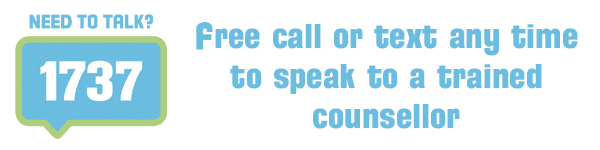 NEED TO TALK?
1737
Free call or text any time
to speak to a trained
counsellor